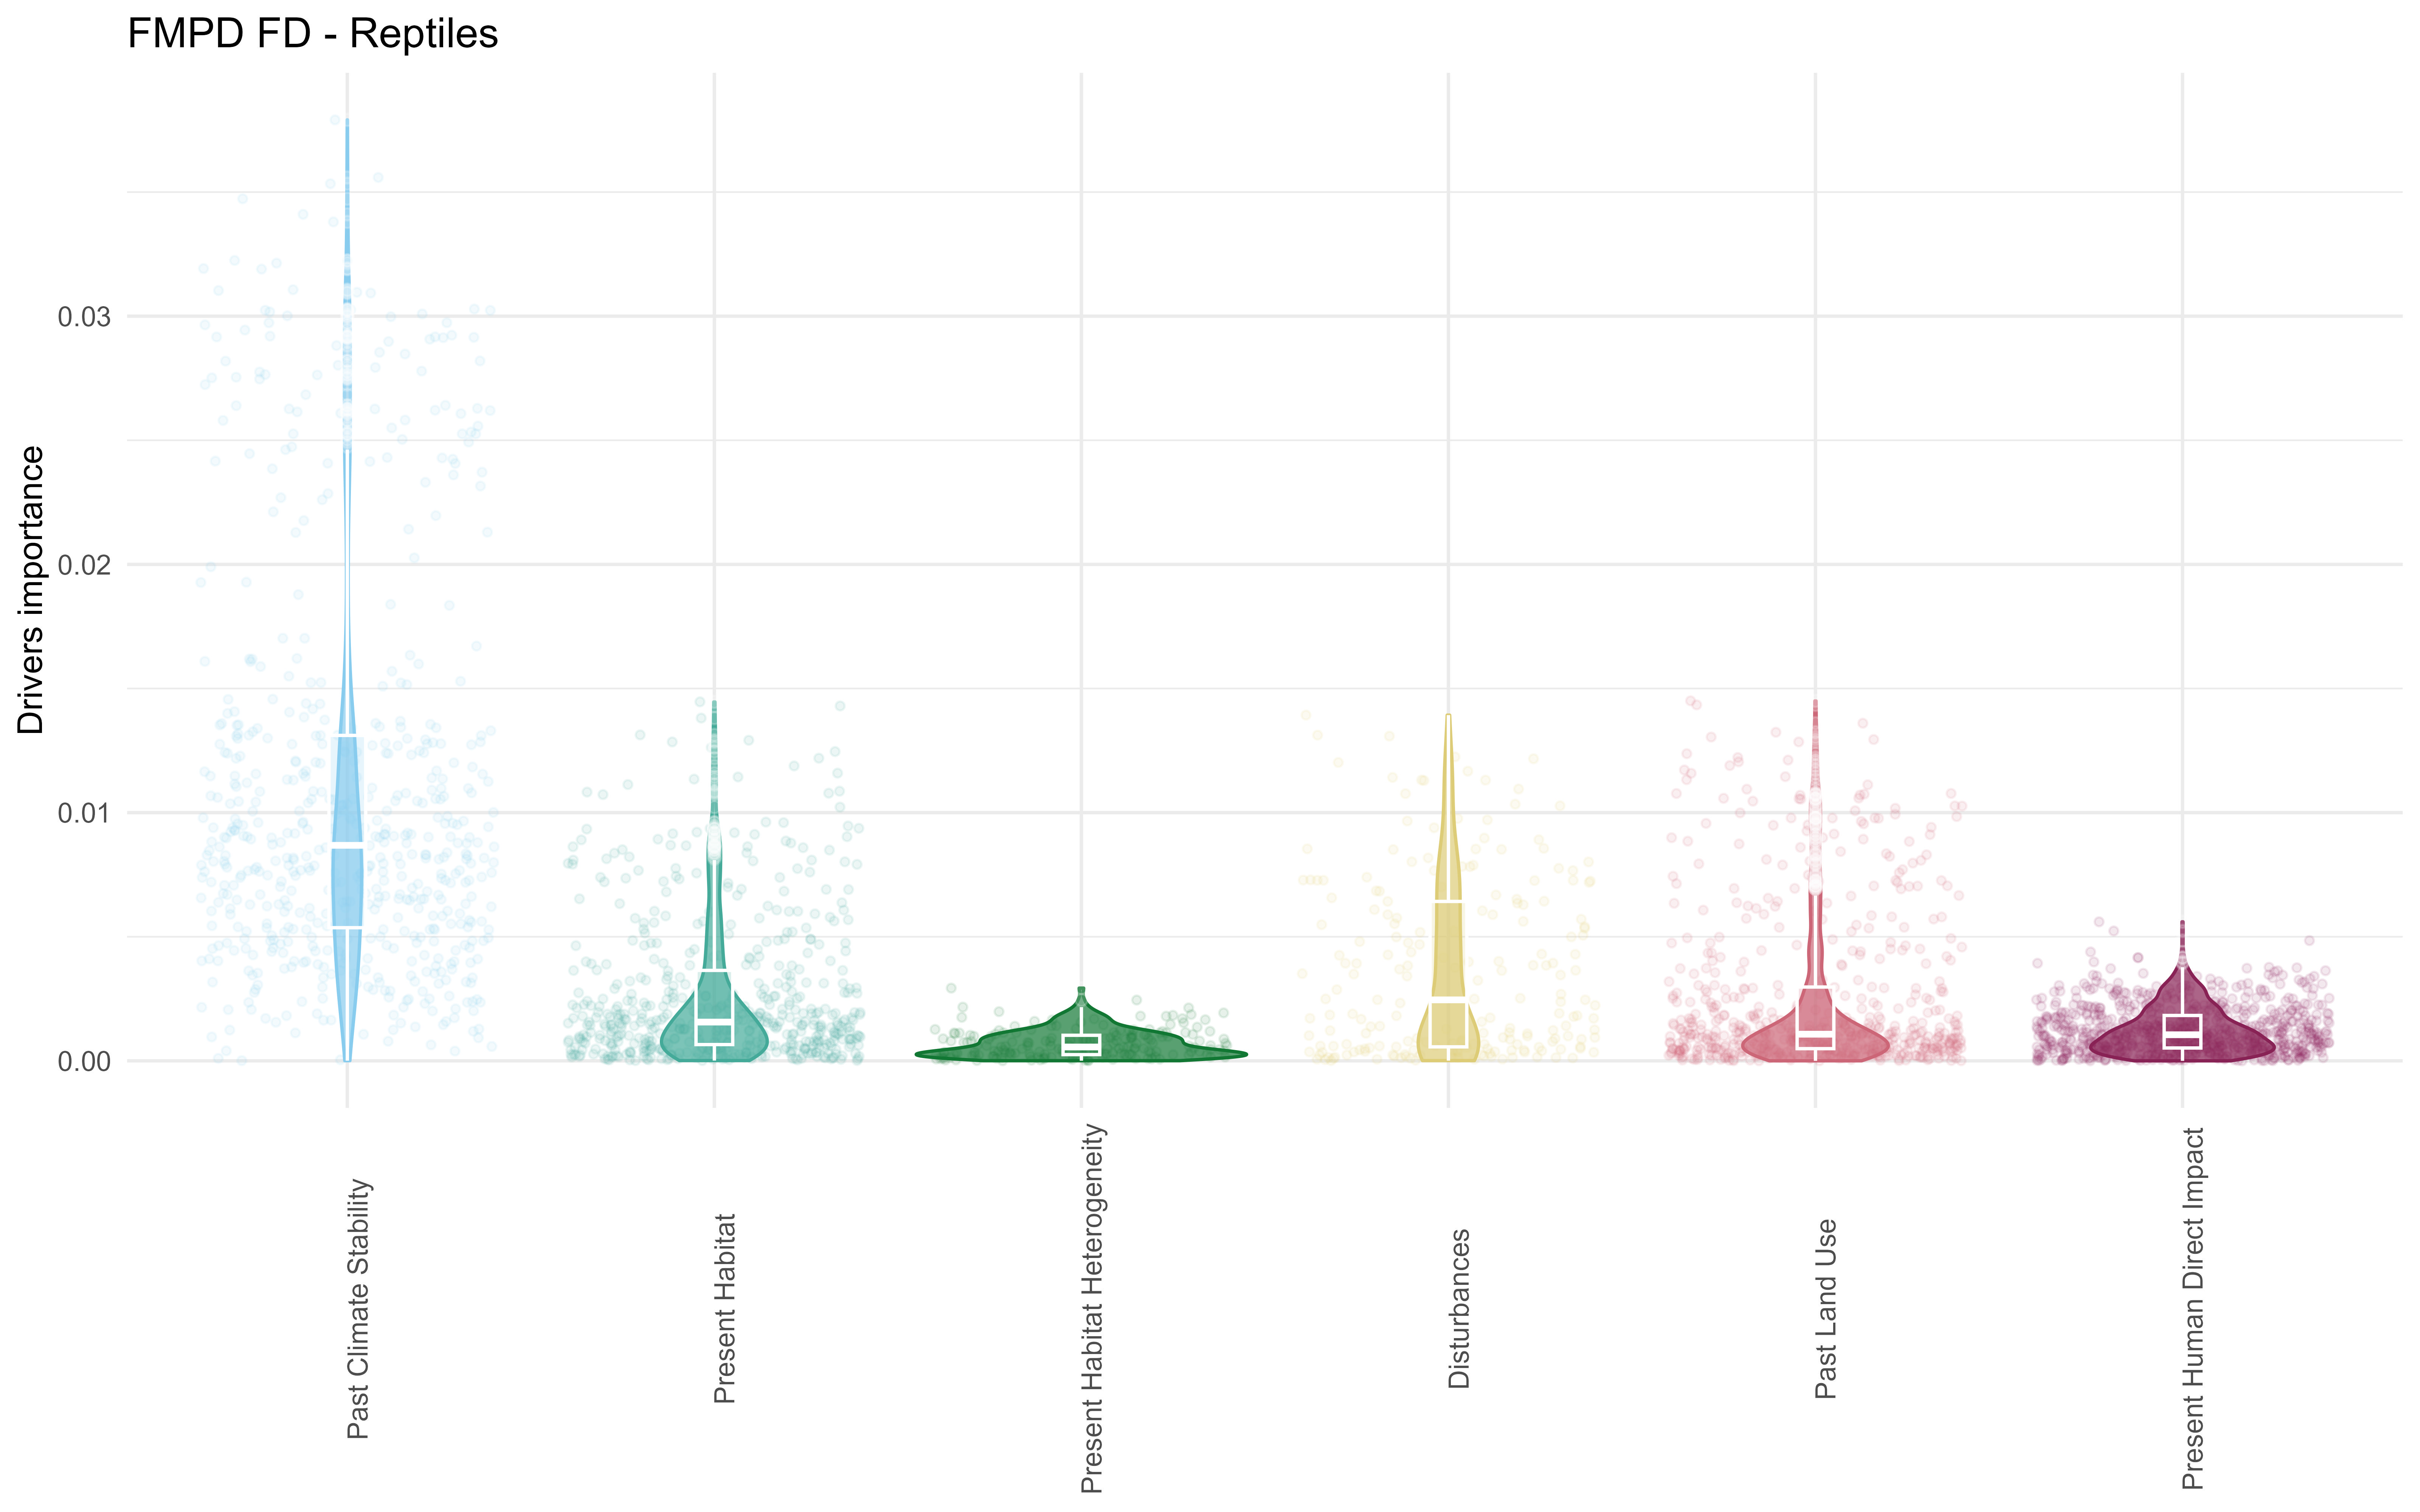 FMPD FD - Reptiles
Drivers importance
0.03
0.02
0.01
0.00
Past Climate Stability
Present Habitat
Present Habitat Heterogeneity
Disturbances
Past Land Use
Present Human Direct Impact